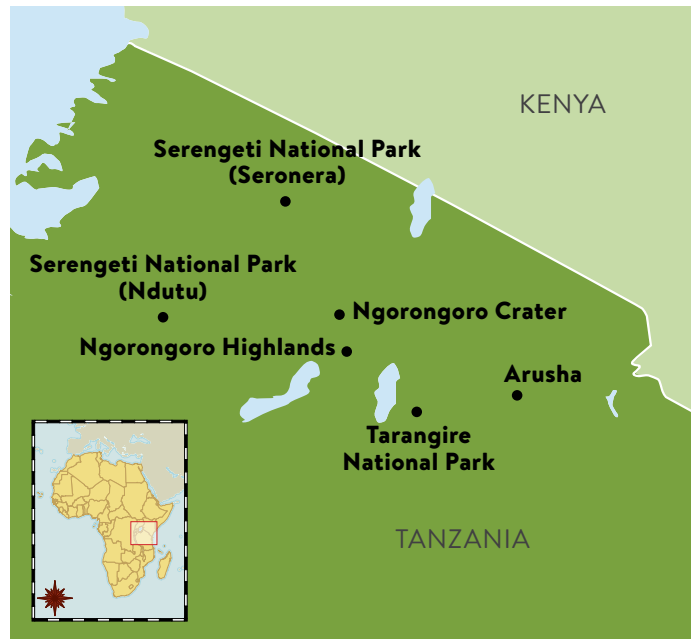 KENYA
Serengeti National Park
(Seronera)
Serengeti National Park
(Ndutu)
Ngorongoro Crater
Ngorongoro Highlands
Arusha
Tarangire
National Park
TANZANIA